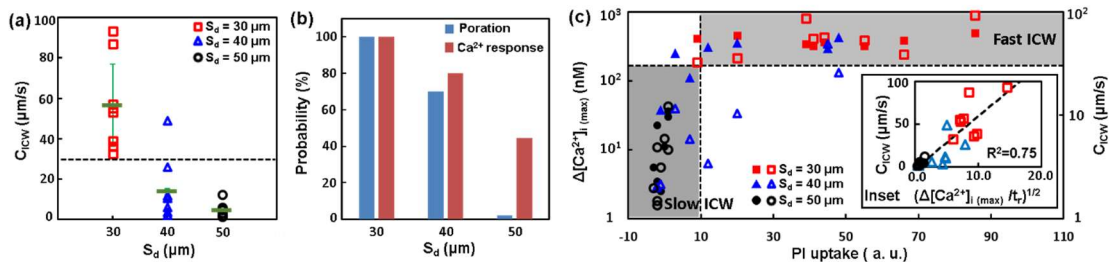 (a)
C_ICW (µm/s)
100
80
60
40
20
0
S_d = 30 µm
S_d = 40 µm
S_d = 50 µm
30 40 50
S_d (µm)
(b)
Probability (%)
100
80
60
40
20
0
Poration
Ca²⁺ response
30 40 50
S_d (µm)
(c)
Δ[Ca²⁺]_i (max) (nM)
10³
100
10
1
Fast ICW
Slow ICW
S_d = 30 µm
S_d = 40 µm
S_d = 50 µm
-10 10 30 50 70 90 110
PI uptake ( a. u.)
10²
10
1
C_ICW (µm/s)
C_ICW (µm/s)
100
50
0
R²=0.75
0.0 10.0 20.0
Inset (Δ[Ca²⁺]_i (max) /t_r)^1/2